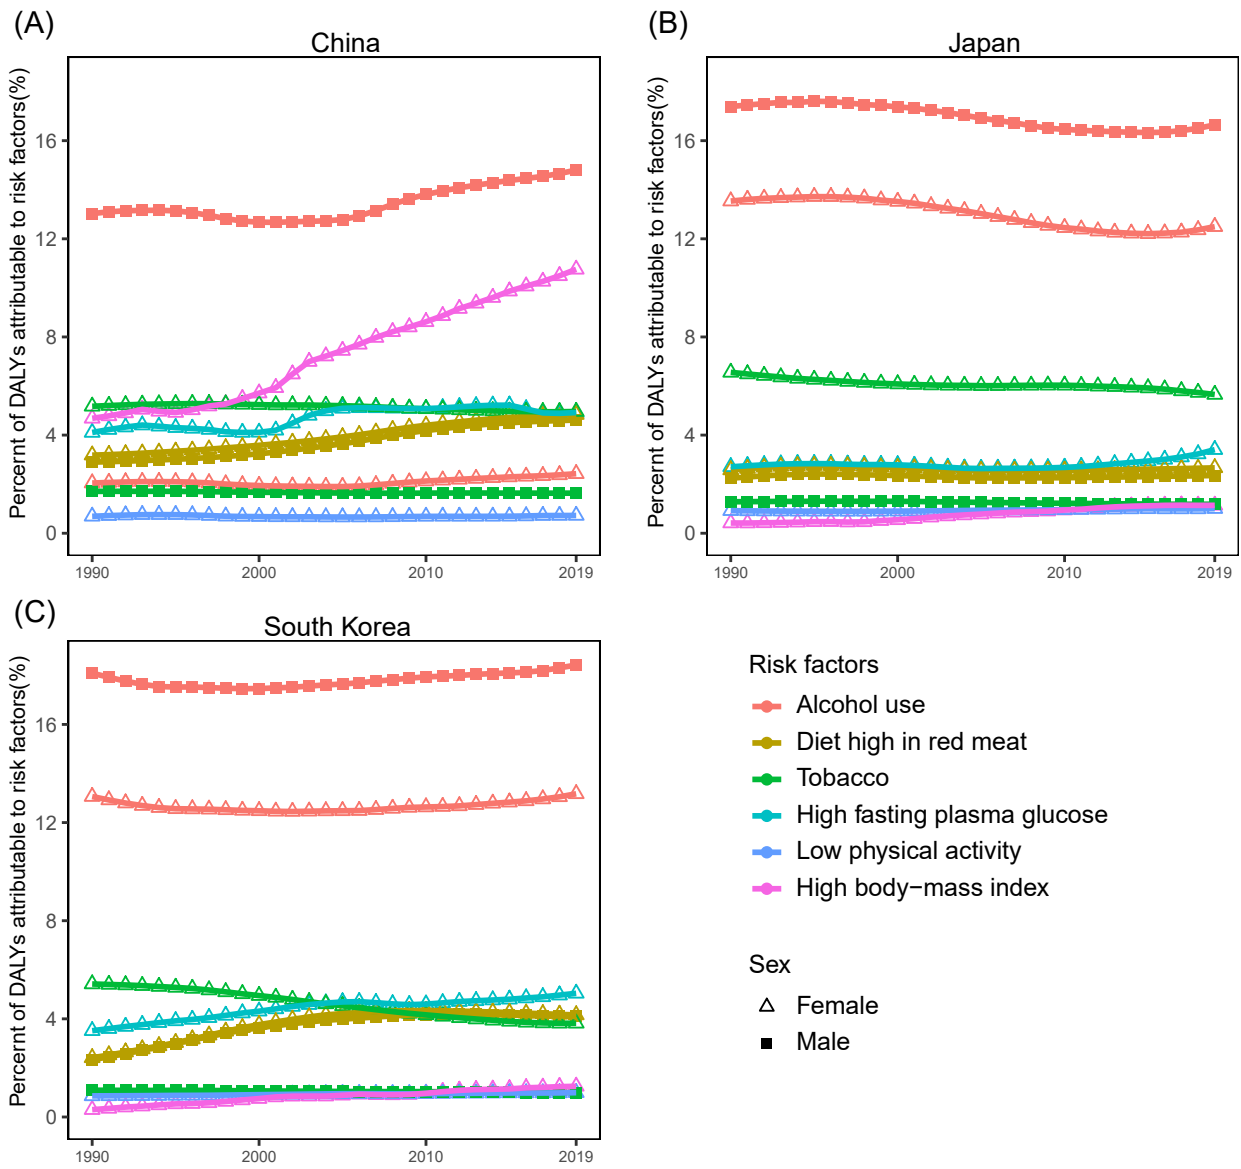 (A)
China
Percernt of DALYs attributable to risk factors(%)
16
12
8
4
0
1990 2000 2010 2019
(B)
Japan
Percernt of DALYs attributable to risk factors(%)
16
12
8
4
0
1990 2000 2010 2019
(C)
South Korea
Percernt of DALYs attributable to risk factors(%)
16
12
8
4
0
1990 2000 2010 2019
Risk factors
Alcohol use
Diet high in red meat
Tobacco
High fasting plasma glucose
Low physical activity
High body−mass index
Sex
Female
Male